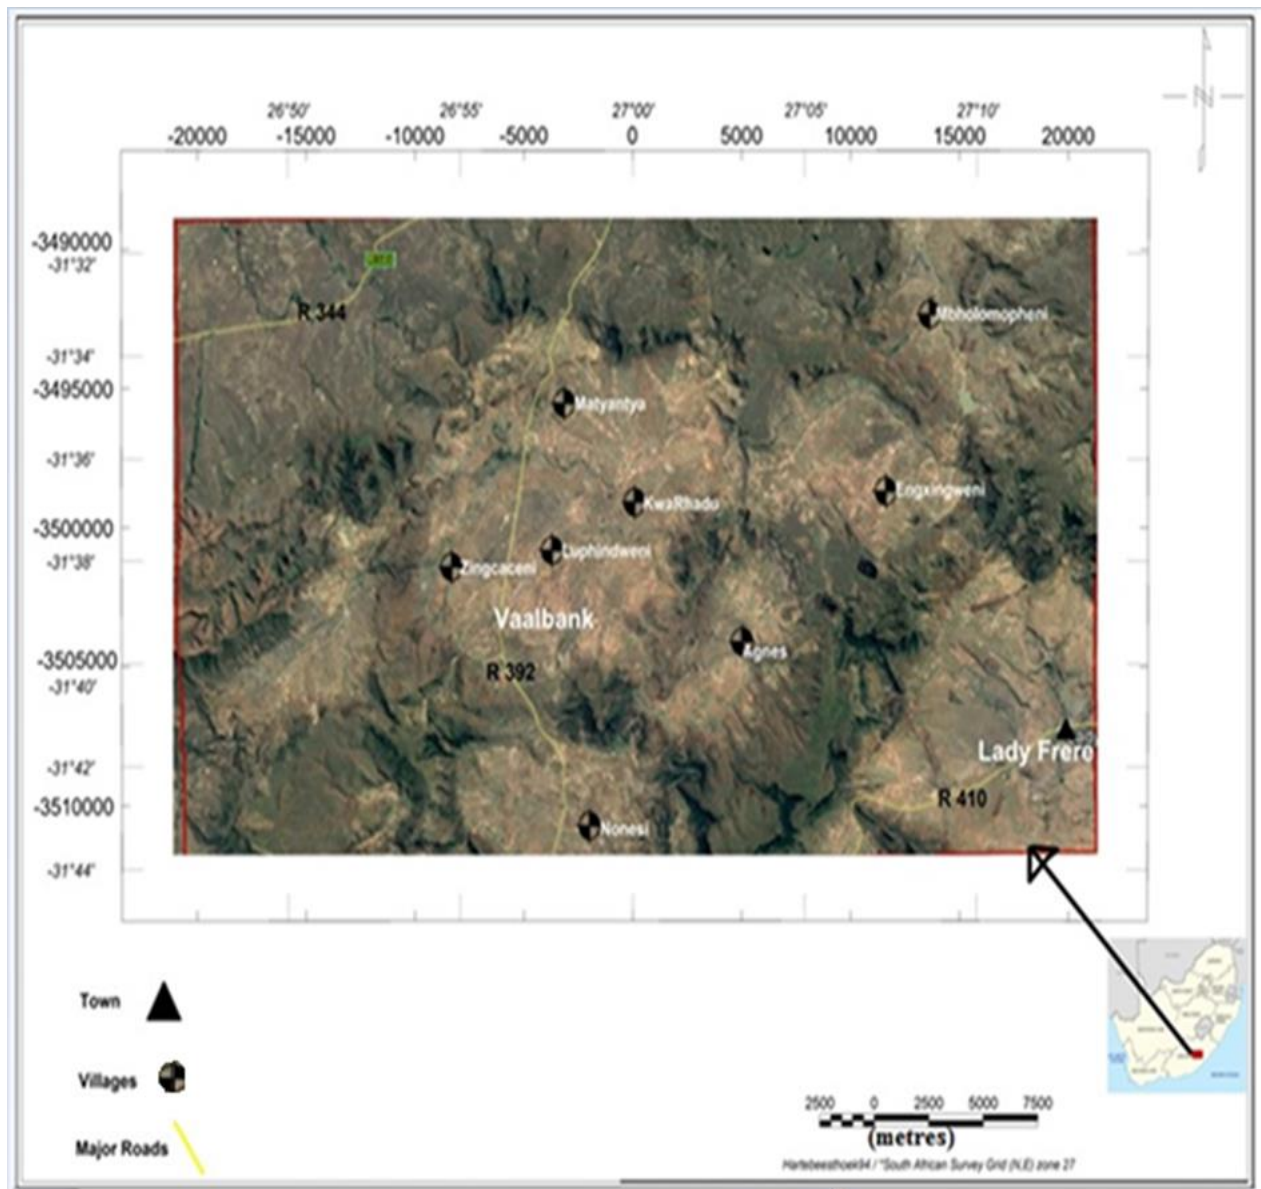 26°50' 26°55' 27°00' 27°05' 27°10'
-20000 -15000 -10000 -5000 0 5000 10000 15000 20000
-3490000
-31°32'
R 344
Mbholomopheni
-31°34'
-3495000
Matyantya
-31°36'
Engxingweni
KwaRhadu
-3500000
Luphindweni
-31°38'
Zingcaceni
Vaalbank
Agnes
-3505000
R 392
-31°40'
Lady Frere
-31°42'
R 410
-3510000
Nonesi
-31°44'
Town
Villages
Major Roads
2500 0 2500 5000 7500
(metres)
Hartebeesthoek94 / *South African Survey Grid (N,E) zone 27